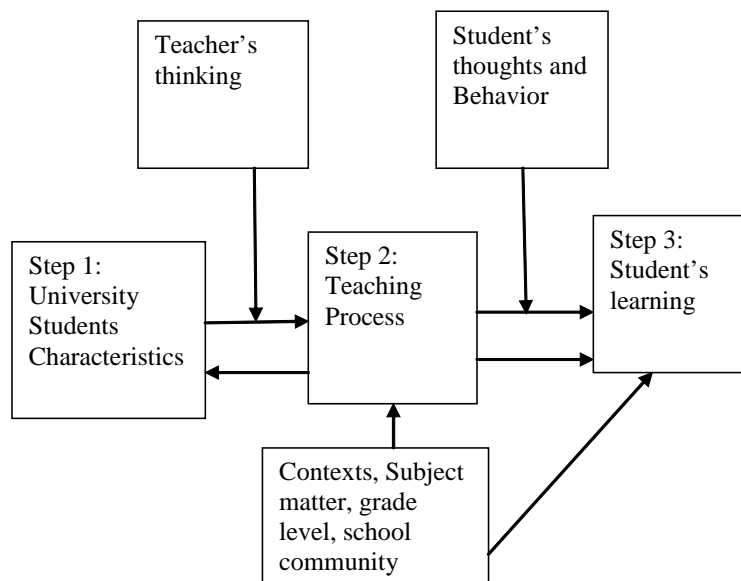 Teacher’s
thinking
Student’s
thoughts and
Behavior
Step 1:
University
Students
Characteristics
Step 2:
Teaching
Process
Step 3:
Student’s
learning
Contexts, Subject
matter, grade
level, school
community